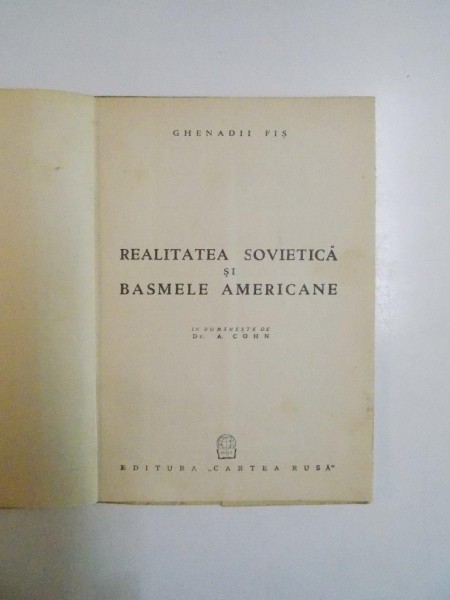 GHENADII FIȘ
REALITATEA SOVIETICĂ
ȘI
BASMELE AMERICANE
IN ROMÂNEȘTE DE
Dr. A. COHN
EDITURA „CARTEA RUSĂ"